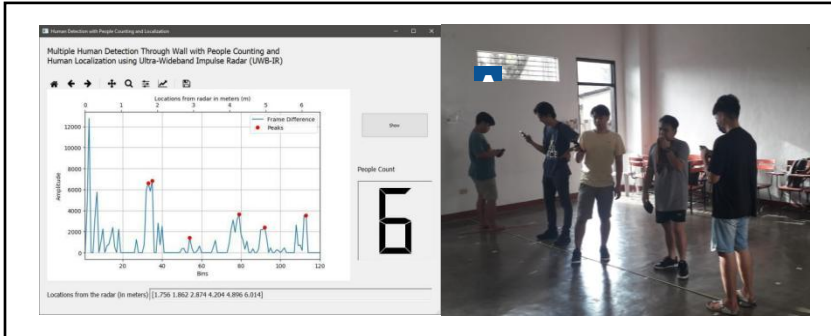 Human Detection with People Counting and Localization
Multiple Human Detection Through Wall with People Counting and
Human Localization using Ultra-Wideband Impulse Radar (UWB-IR)
Locations from radar in meters (m)
0 1 2 3 4 5 6
Frame Difference
Peaks
Show
12000
10000
8000
6000
4000
2000
0
Amplitude
20 40 60 80 100 120
Bins
People Count
6
Locations from the radar (in meters) [1.756 1.862 2.874 4.204 4.896 6.014]